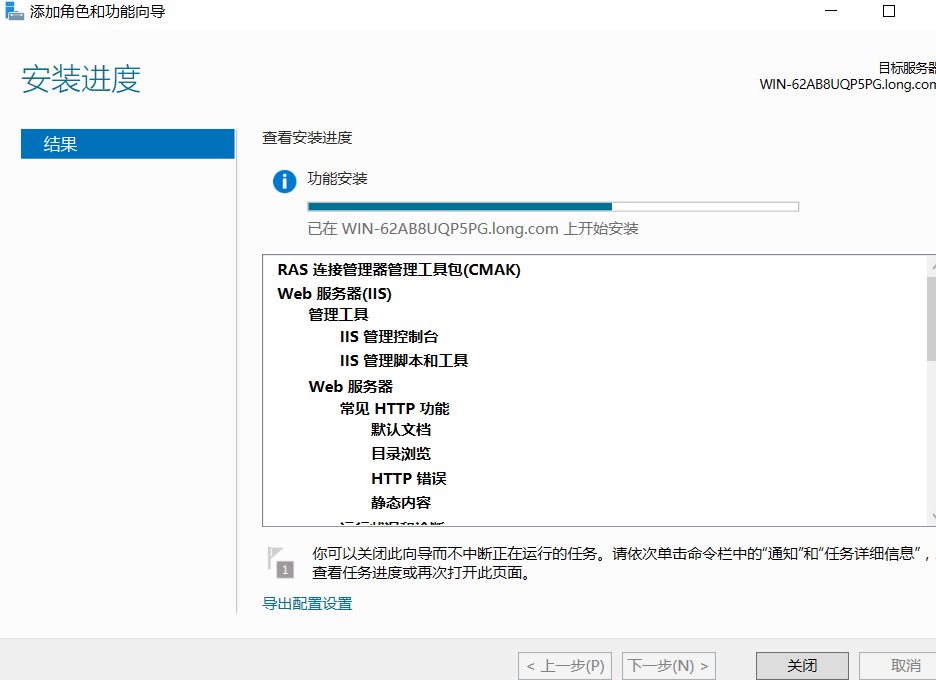 添加角色和功能向导
安装进度
目标服务器
WIN-62AB8UQP5PG.long.com
结果
查看安装进度
功能安装
已在 WIN-62AB8UQP5PG.long.com 上开始安装
RAS 连接管理器管理工具包(CMAK)
Web 服务器(IIS)
管理工具
IIS 管理控制台
IIS 管理脚本和工具
Web 服务器
常见 HTTP 功能
默认文档
目录浏览
HTTP 错误
静态内容
运行状况和诊断
1
你可以关闭此向导而不中断正在运行的任务。请依次单击命令栏中的“通知”和“任务详细信息”，
查看任务进度或再次打开此页面。
导出配置设置
< 上一步(P)
下一步(N) >
关闭
取消